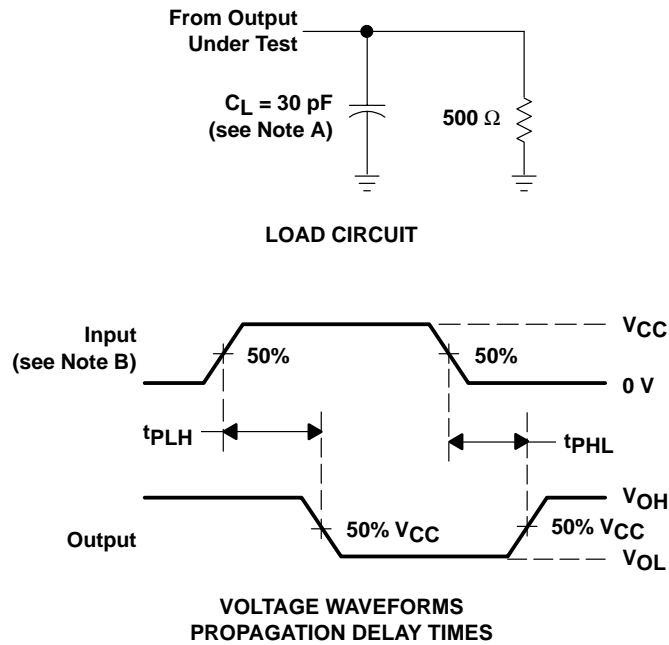 From Output
Under Test
CL = 30 pF
(see Note A)
500 Ω
LOAD CIRCUIT
Input
(see Note B)
50%
50%
VCC
0 V
tPLH
tPHL
Output
50% VCC
50% VCC
VOH
VOL
VOLTAGE WAVEFORMS
PROPAGATION DELAY TIMES